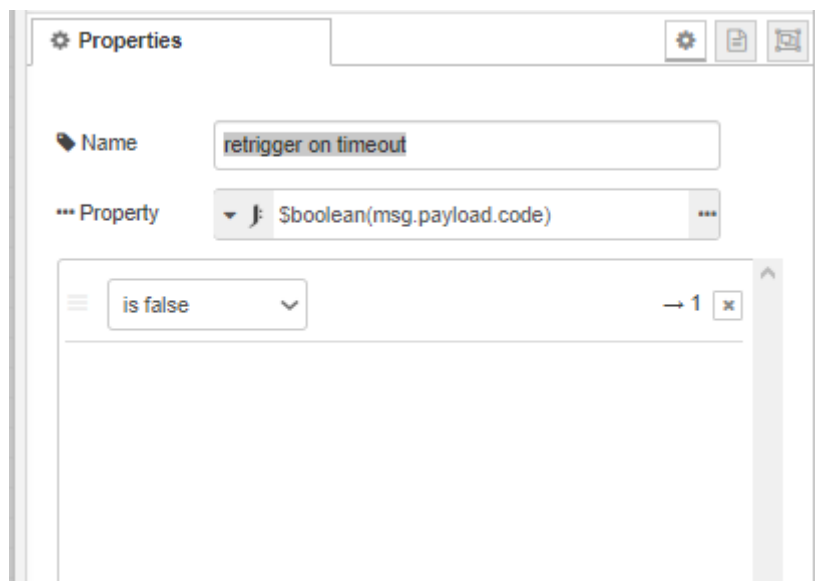 Properties
Name retrigger on timeout
Property J: $boolean(msg.payload.code) ...
is false → 1 x